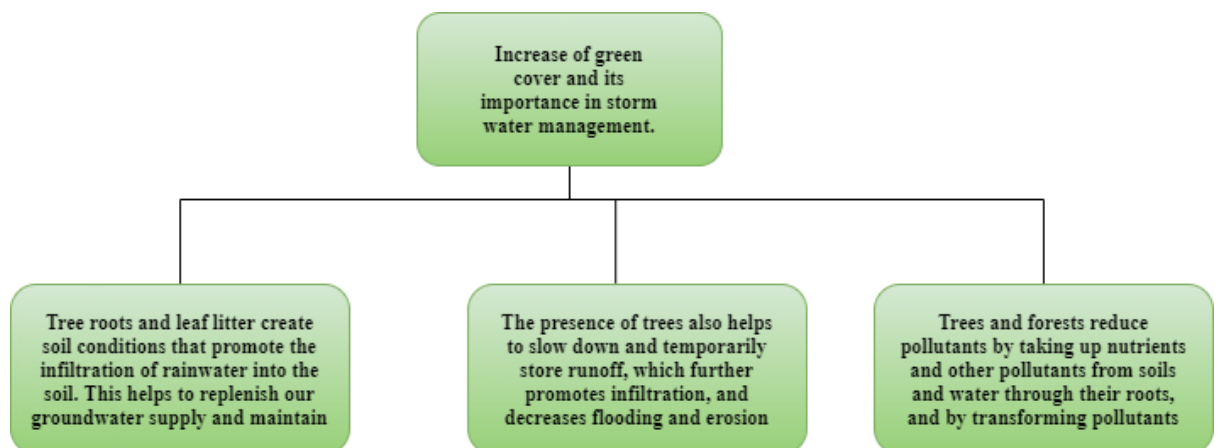 Increase of green
cover and its
importance in storm
water management.
Tree roots and leaf litter create
soil conditions that promote the
infiltration of rainwater into the
soil. This helps to replenish our
groundwater supply and maintain
The presence of trees also helps
to slow down and temporarily
store runoff, which further
promotes infiltration, and
decreases flooding and erosion
Trees and forests reduce
pollutants by taking up nutrients
and other pollutants from soils
and water through their roots,
and by transforming pollutants